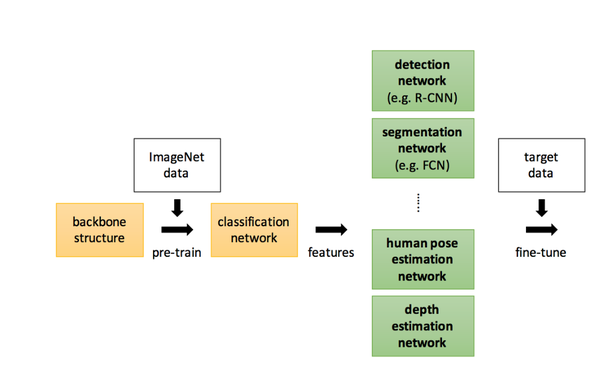 detection
network
(e.g. R-CNN)
segmentation
network
(e.g. FCN)
ImageNet
data
target
data
backbone
structure
pre-train
classification
network
features
human pose
estimation
network
fine-tune
depth
estimation
network